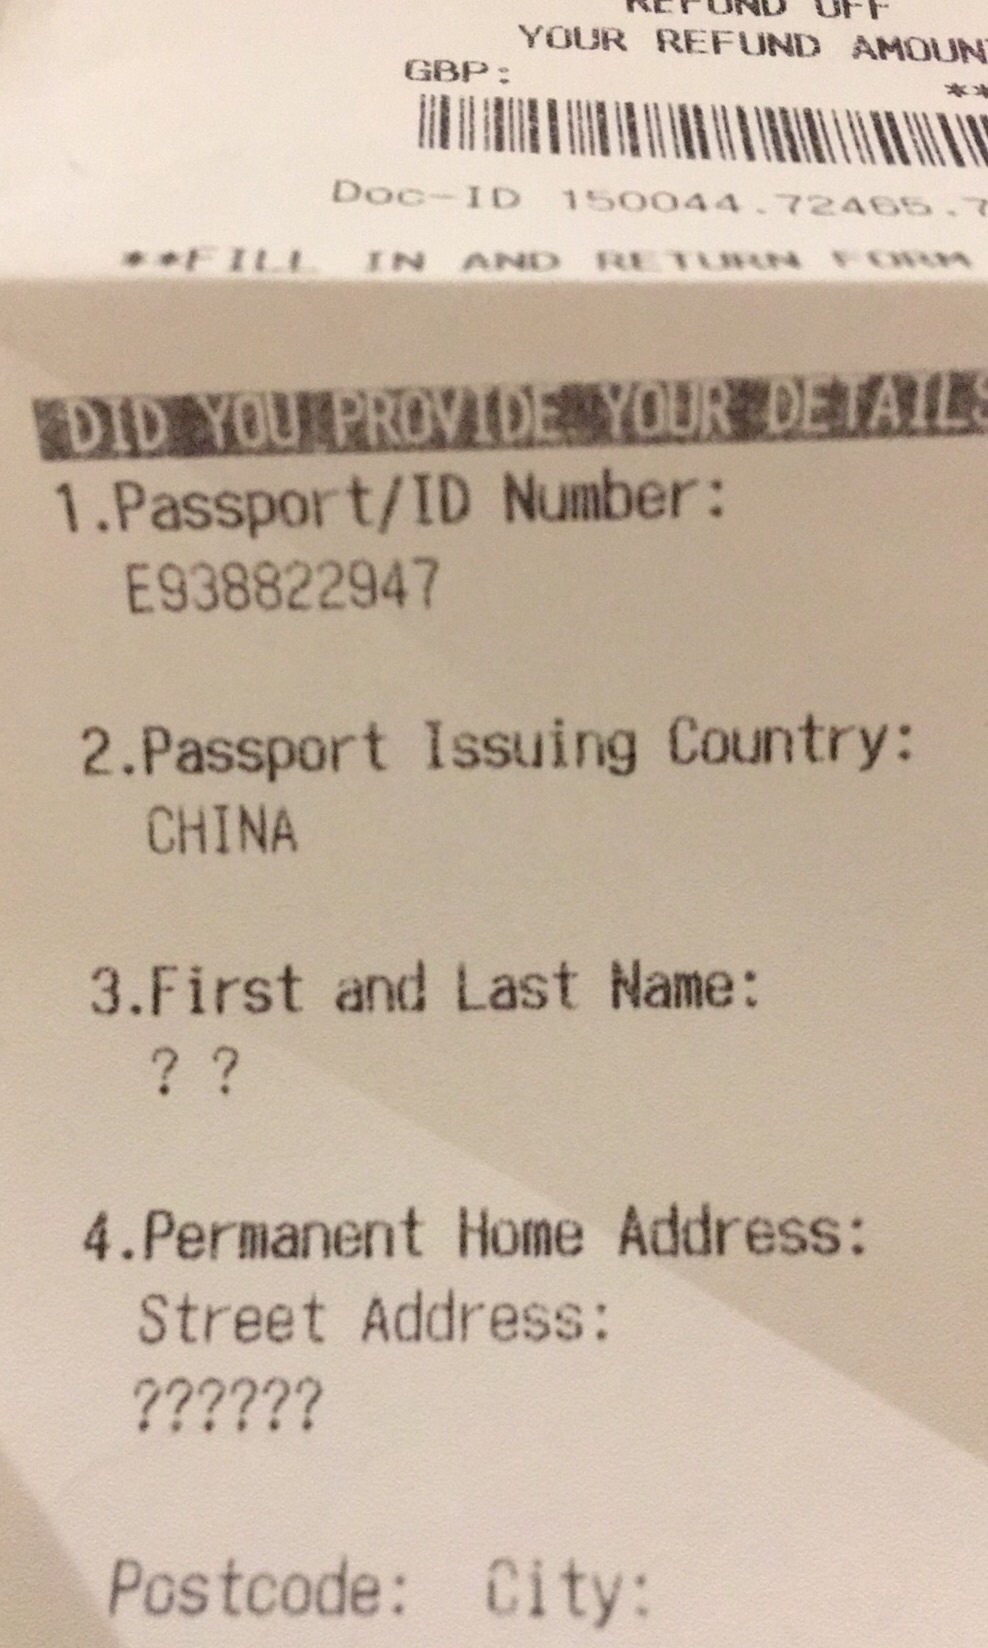 REFUND OFF
YOUR REFUND AMOUN
GBP:
**
Doc-ID 150044.72465.7
**FILL IN AND RETURN FORM
DID YOU PROVIDE YOUR DETAILS
1.Passport/ID Number:
E938822947
2.Passport Issuing Country:
CHINA
3.First and Last Name:
? ?
4.Permanent Home Address:
Street Address:
??????
Postcode: City: